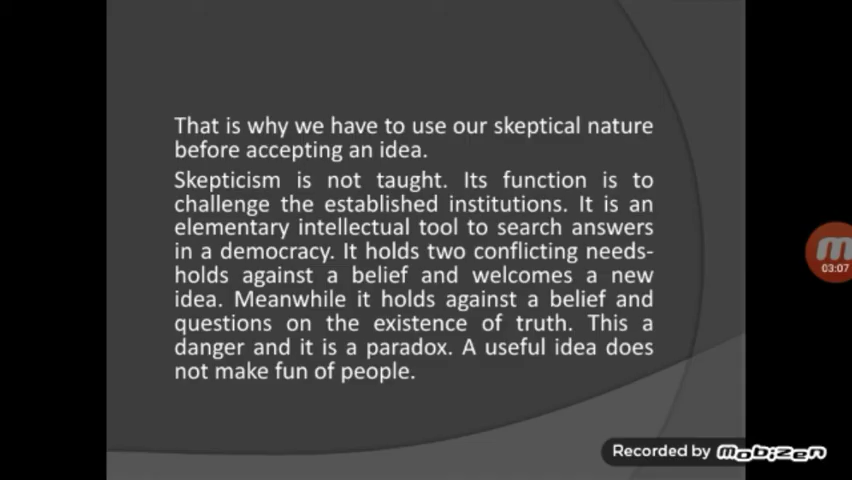 That is why we have to use our skeptical nature
before accepting an idea.
Skepticism is not taught. Its function is to
challenge the established institutions. It is an
elementary intellectual tool to search answers
in a democracy. It holds two conflicting needs-
holds against a belief and welcomes a new
idea. Meanwhile it holds against a belief and
questions on the existence of truth. This a
danger and it is a paradox. A useful idea does
not make fun of people.
03:07
Recorded by mobizen